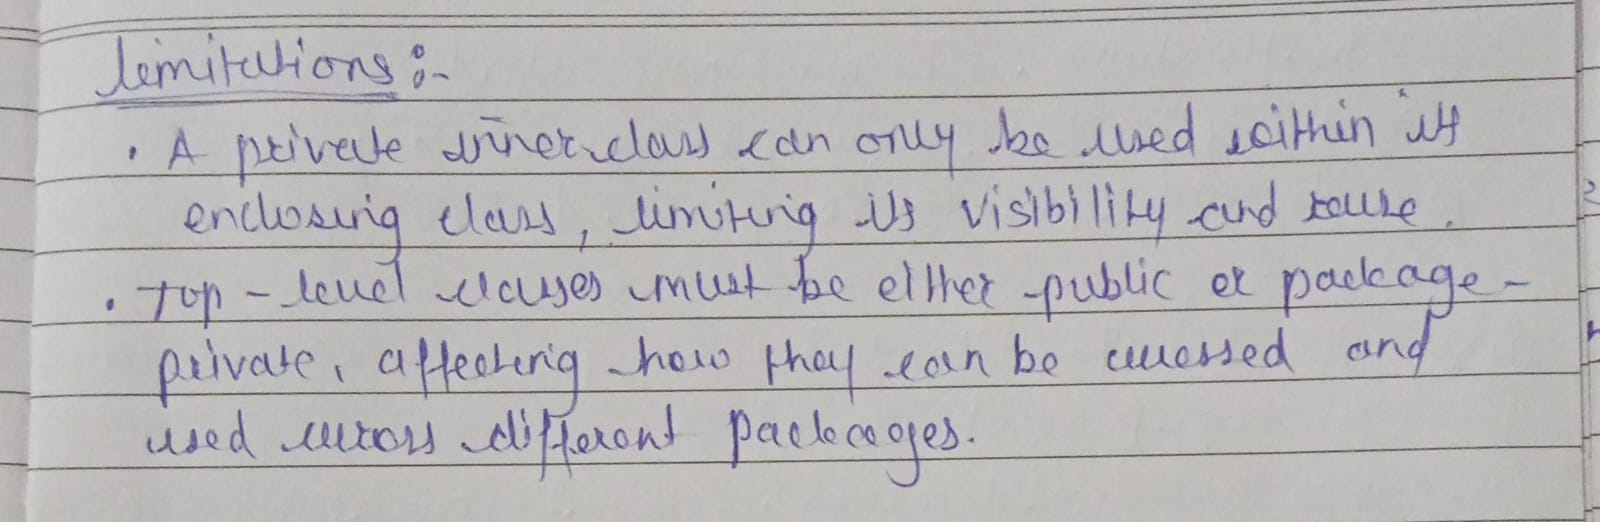 Limitations :-
• A private inner class can only be used within its
enclosing class, limiting its visibility and reuse.
• Top-level classes must be either public or package-
private, affecting how they can be accessed and
used across different packages.